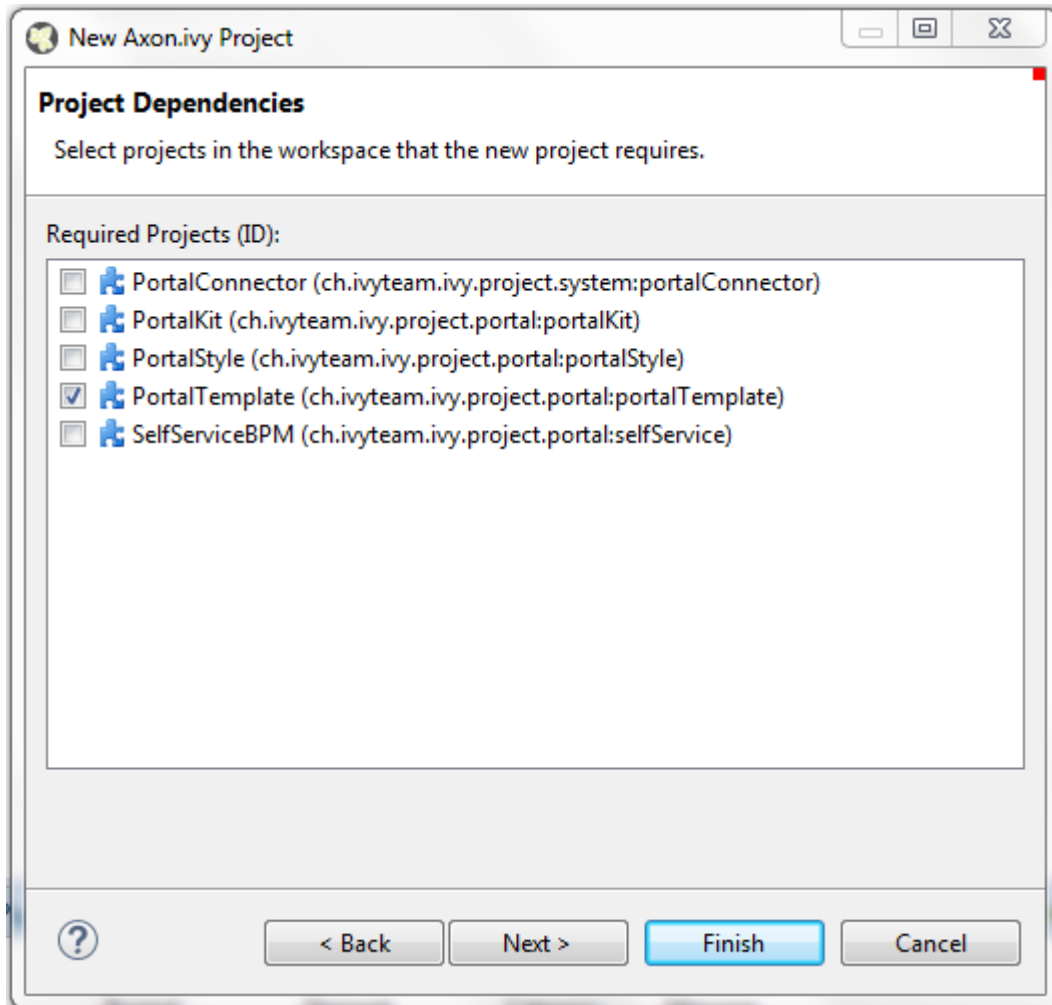 New Axon.ivy Project
Project Dependencies
Select projects in the workspace that the new project requires.
Required Projects (ID):
PortalConnector (ch.ivyteam.ivy.project.system:portalConnector)
PortalKit (ch.ivyteam.ivy.project.portal:portalKit)
PortalStyle (ch.ivyteam.ivy.project.portal:portalStyle)
PortalTemplate (ch.ivyteam.ivy.project.portal:portalTemplate)
SelfServiceBPM (ch.ivyteam.ivy.project.portal:selfService)
? < Back Next > Finish Cancel